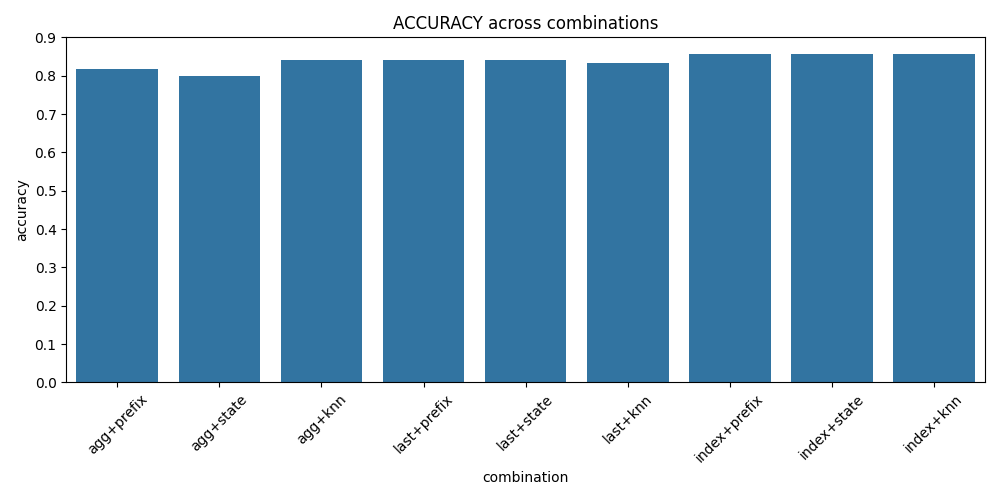 ACCURACY across combinations
0.9
0.8
0.7
0.6
0.5
0.4
0.3
0.2
0.1
0.0
accuracy
agg+prefix
agg+state
agg+knn
last+prefix
last+state
last+knn
index+prefix
index+state
index+knn
combination